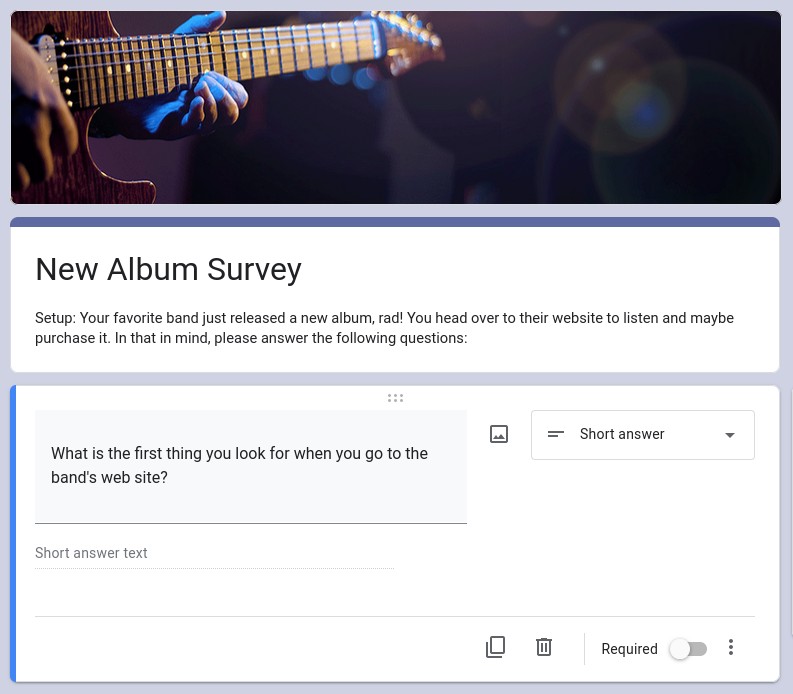 New Album Survey
Setup: Your favorite band just released a new album, rad! You head over to their website to listen and maybe
purchase it. In that in mind, please answer the following questions:
What is the first thing you look for when you go to the
band's web site?
Short answer
Short answer text
Required